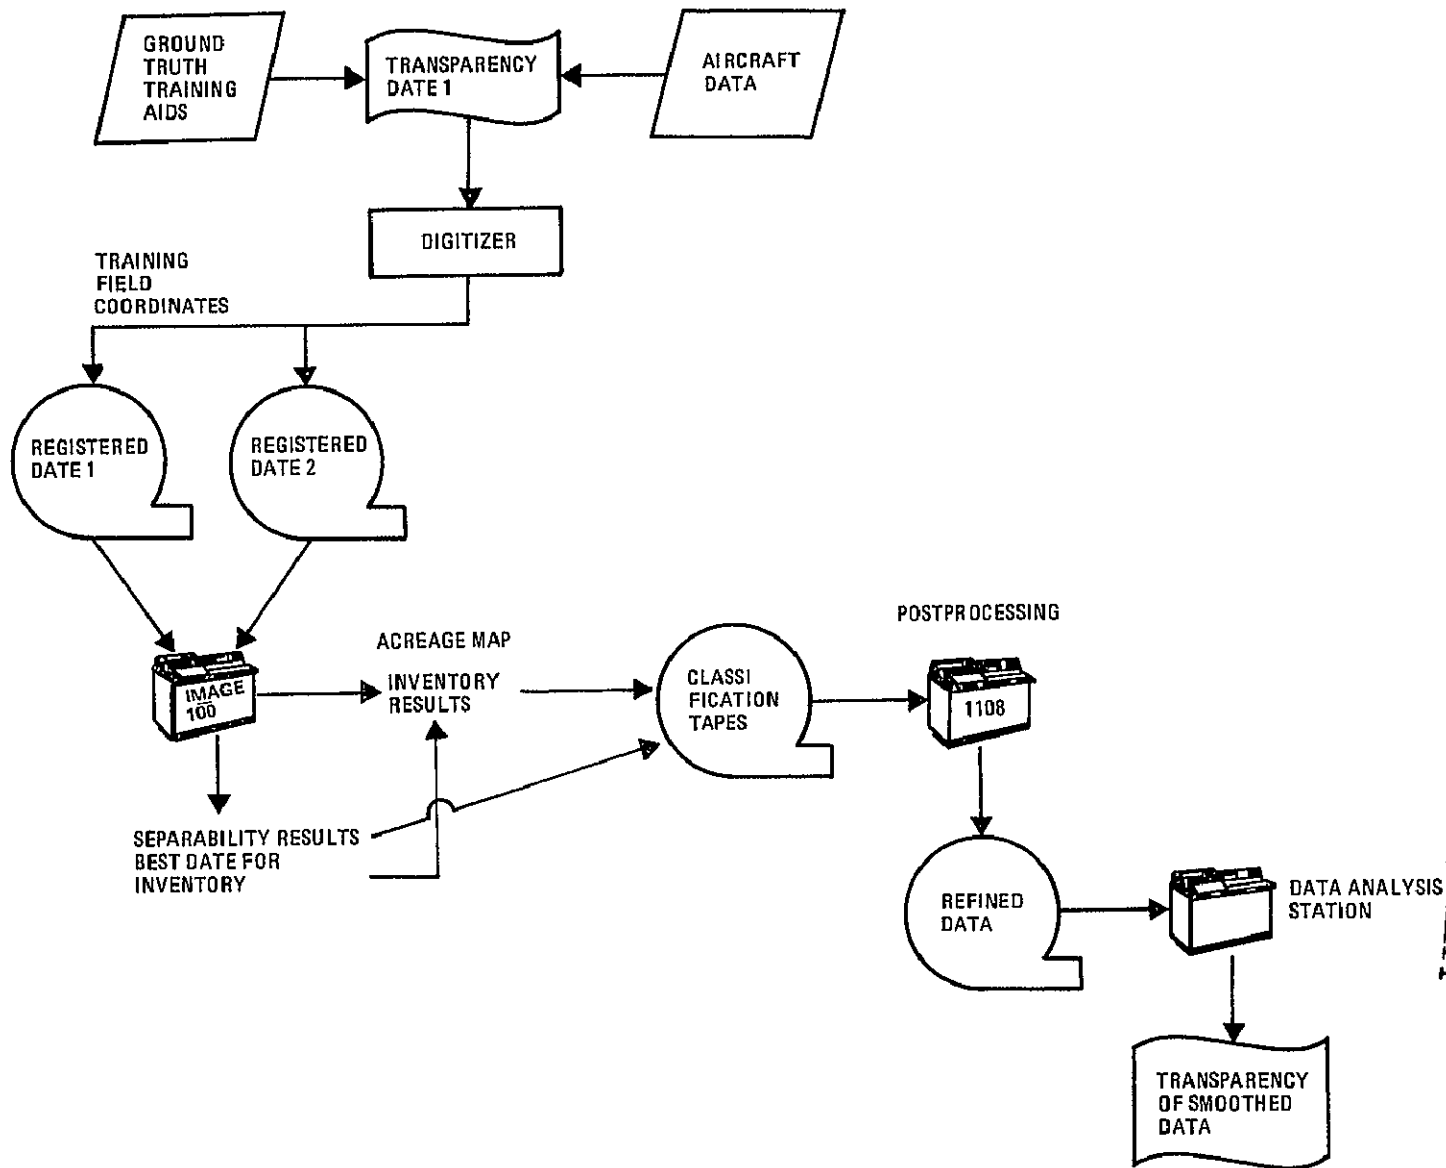 GROUND
TRUTH
TRAINING
AIDS
TRANSPARENCY
DATE 1
AIRCRAFT
DATA
DIGITIZER
TRAINING
FIELD
COORDINATES
REGISTERED
DATE 1
REGISTERED
DATE 2
IMAGE
100
ACREAGE MAP
INVENTORY
RESULTS
SEPARABILITY RESULTS
BEST DATE FOR
INVENTORY
CLASSI
FICATION
TAPES
POSTPROCESSING
1108
REFINED
DATA
DATA ANALYSIS
STATION
TRANSPARENCY
OF SMOOTHED
DATA